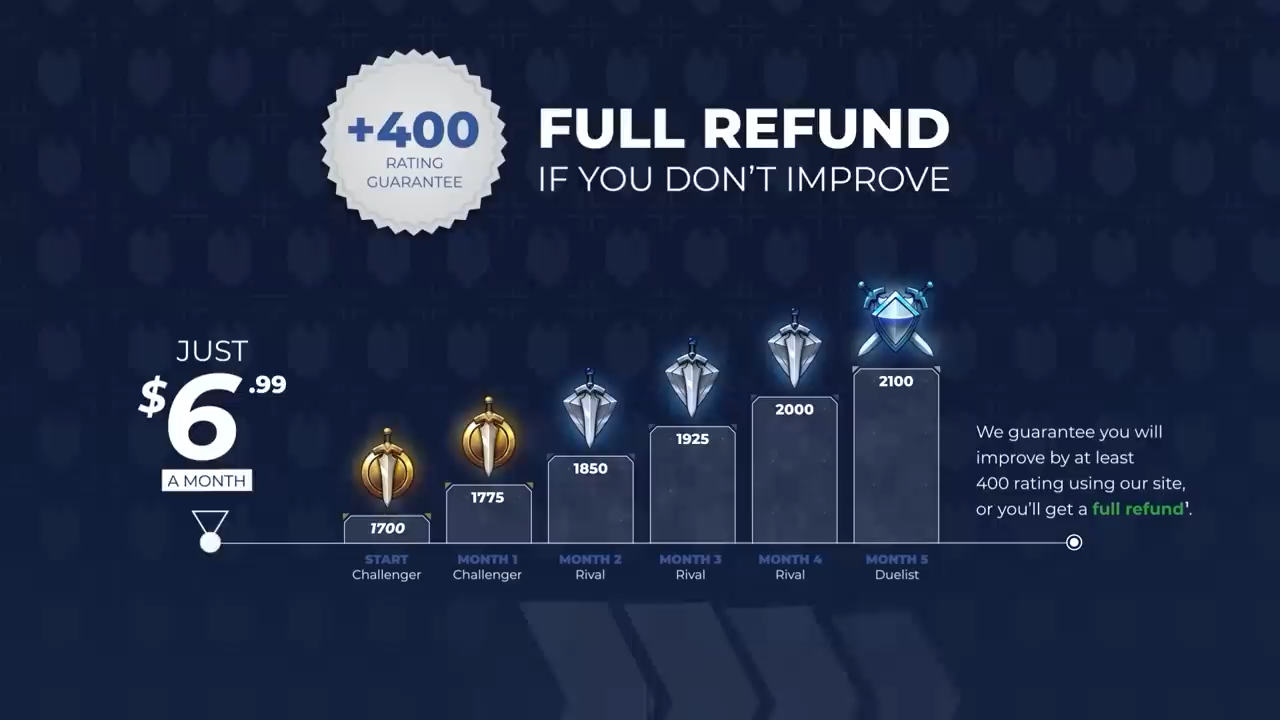 +400
RATING
GUARANTEE
FULL REFUND
IF YOU DON'T IMPROVE
JUST
$6.99
A MONTH
1700
1775
1850
1925
2000
2100
START
Challenger
MONTH 1
Challenger
MONTH 2
Rival
MONTH 3
Rival
MONTH 4
Rival
MONTH 5
Duelist
We guarantee you will
improve by at least
400 rating using our site,
or you'll get a full refund¹.